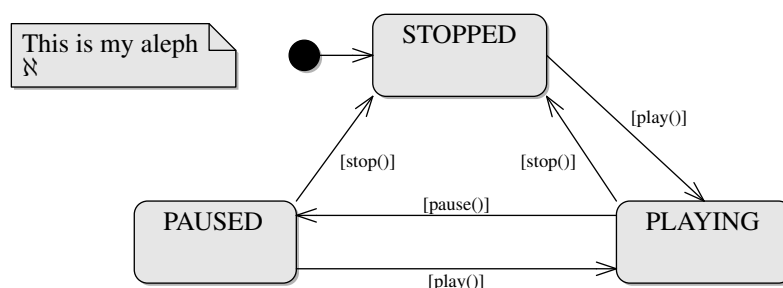 This is my aleph
ℵ
STOPPED
[play()]
[stop()]
[stop()]
[pause()]
PAUSED
PLAYING
[play()]